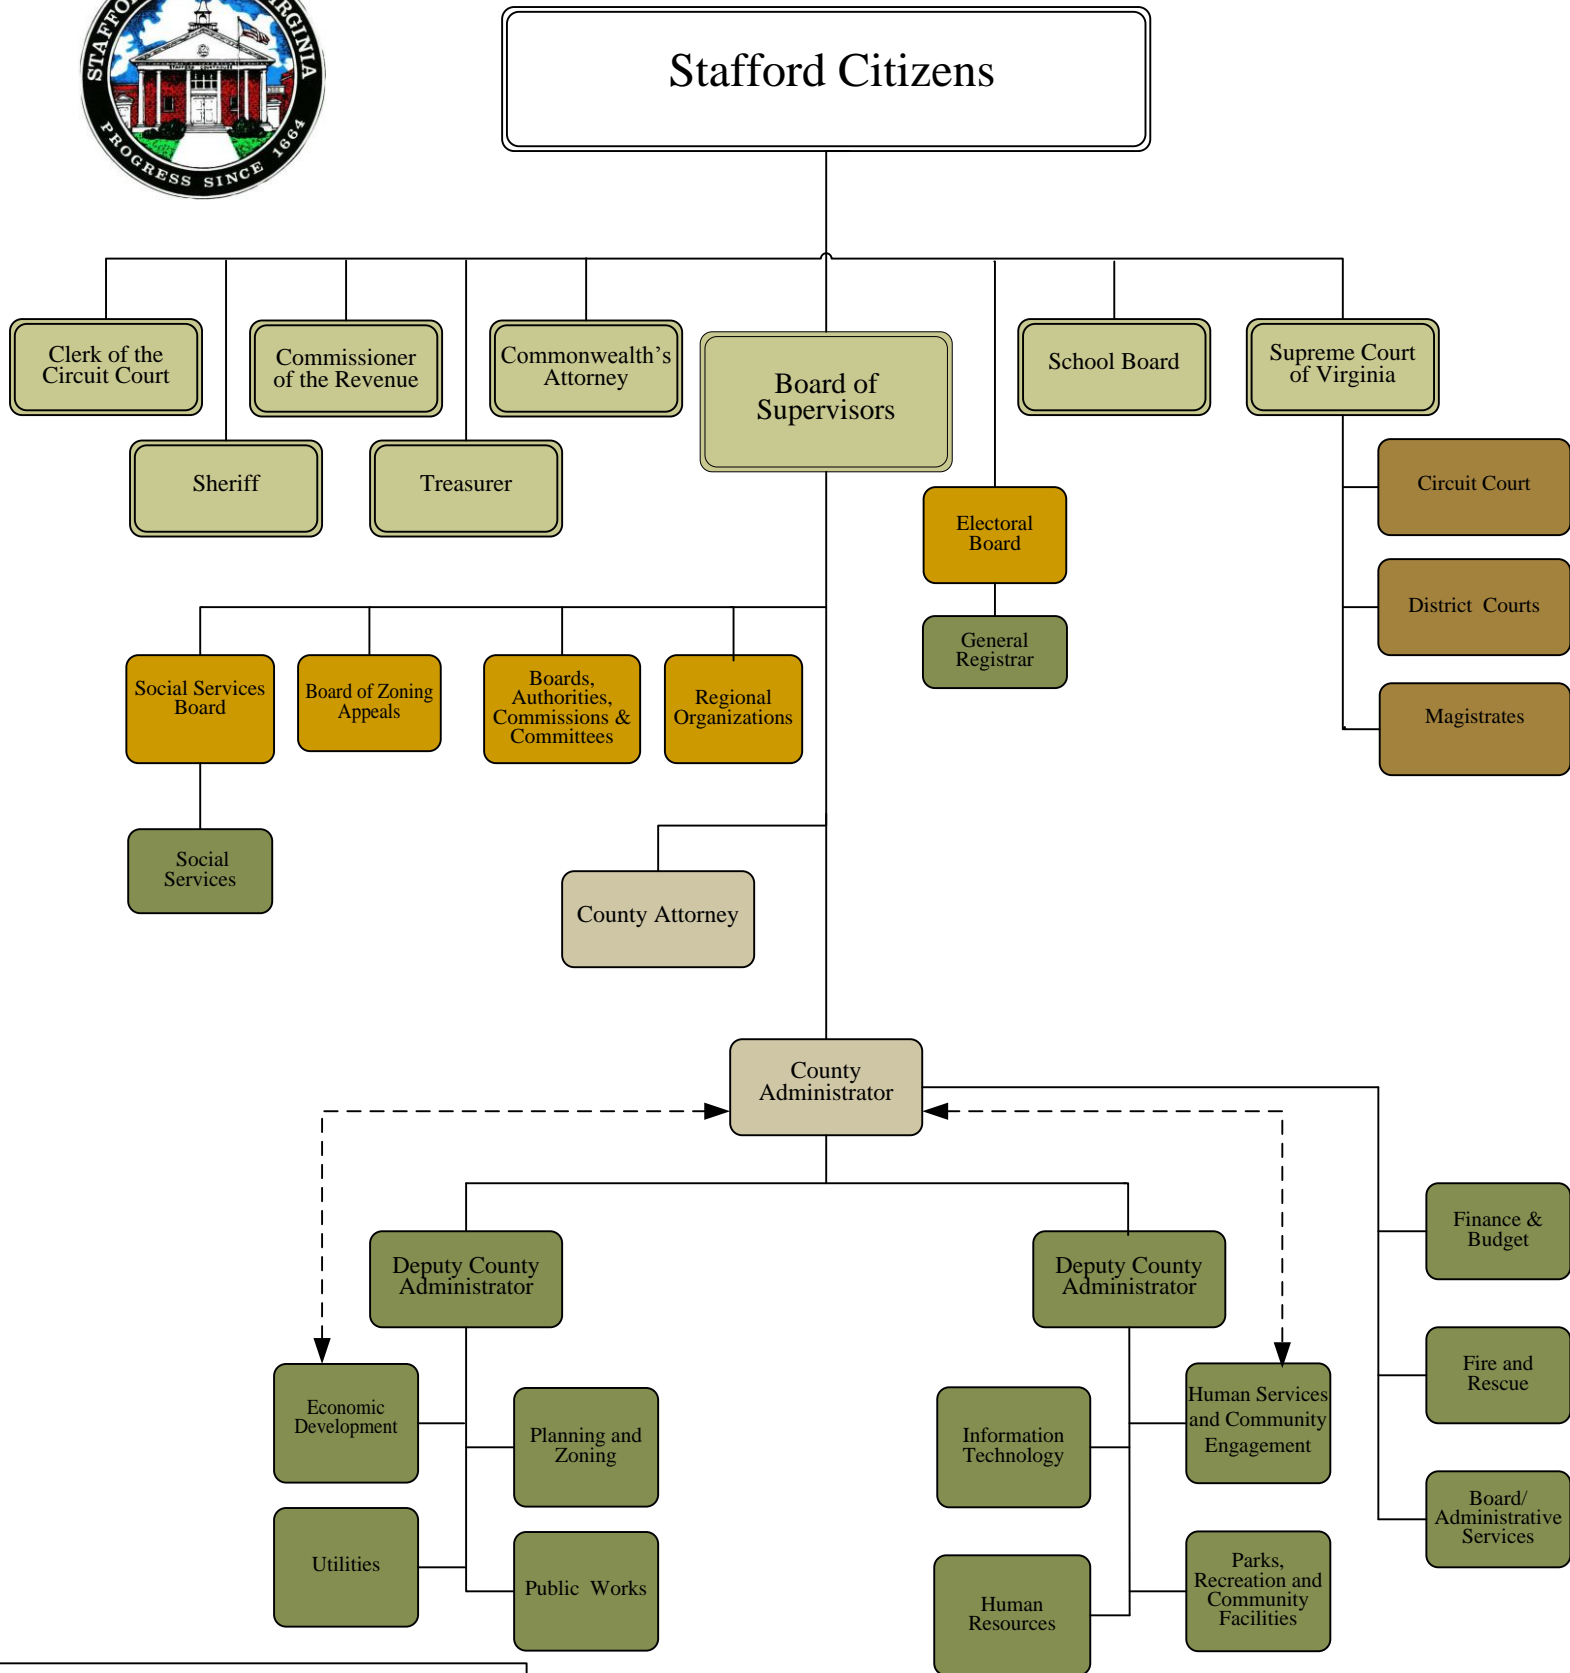 STAFFO
RGINIA
STAFFORD COURTHOUSE
PROGRESS SINCE 1664
Stafford Citizens
Clerk of the
Circuit Court
Commissioner
of the Revenue
Commonwealth’s
Attorney
Board of
Supervisors
School Board
Supreme Court
of Virginia
Sheriff
Treasurer
Electoral
Board
General
Registrar
Circuit Court
District Courts
Magistrates
Social Services
Board
Board of Zoning
Appeals
Boards,
Authorities,
Commissions &
Committees
Regional
Organizations
Social
Services
County Attorney
County
Administrator
Deputy County
Administrator
Deputy County
Administrator
Finance &
Budget
Fire and
Rescue
Board/
Administrative
Services
Economic
Development
Planning and
Zoning
Utilities
Public Works
Information
Technology
Human Services
and Community
Engagement
Human
Resources
Parks,
Recreation and
Community
Facilities